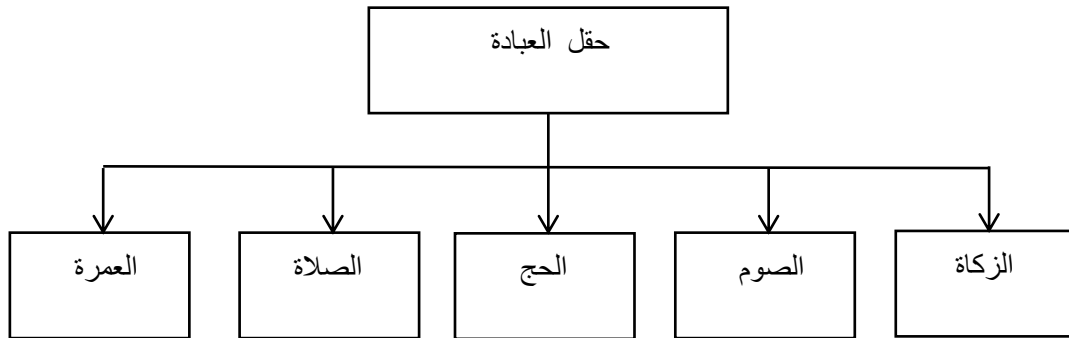 حقل العبادة
الزكاة
الصوم
الحج
الصلاة
العمرة